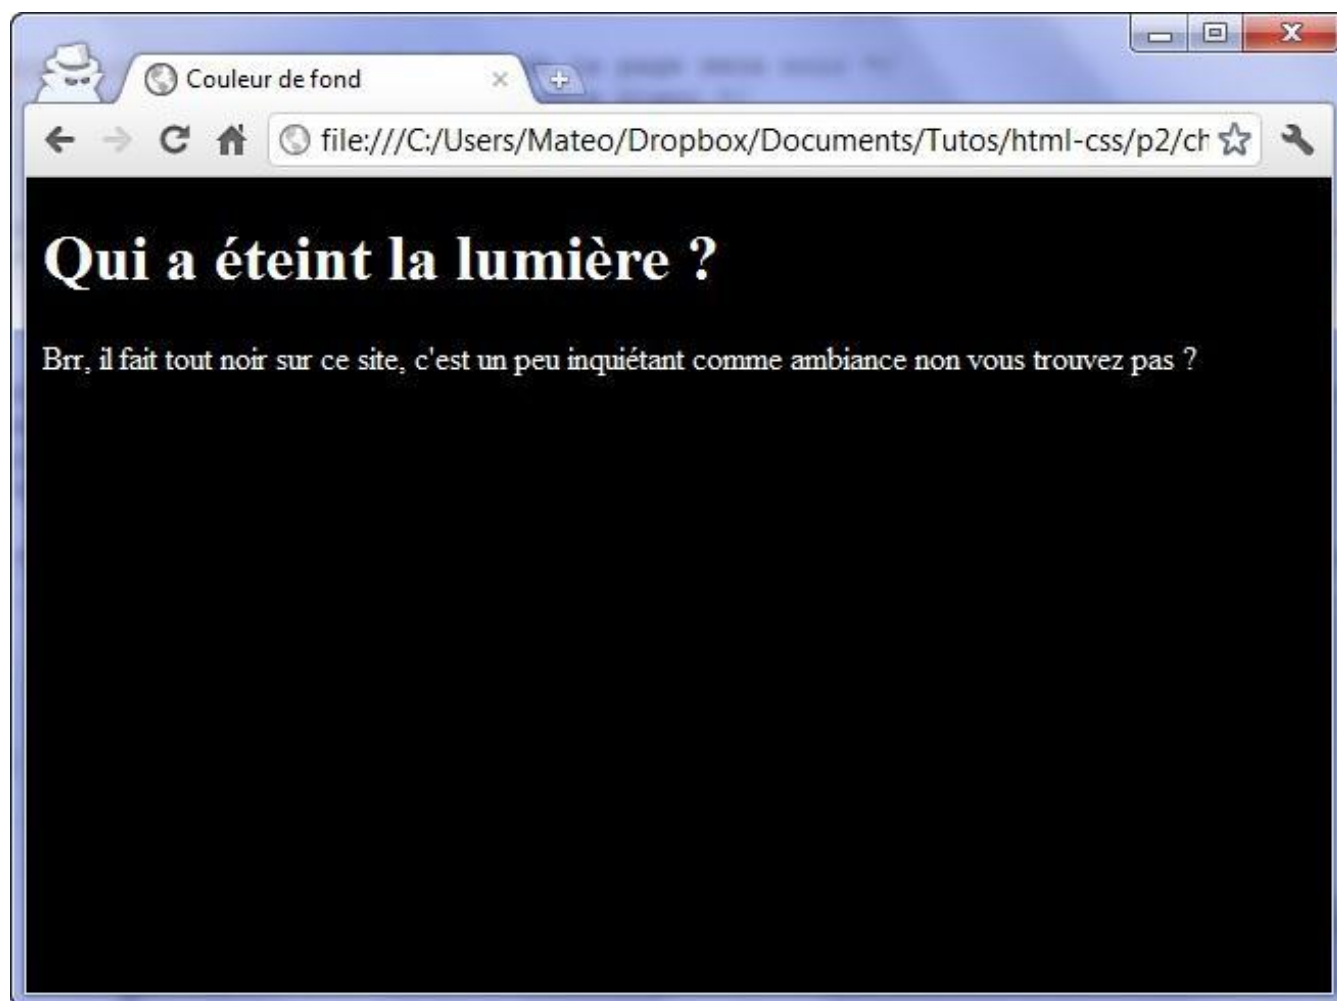 Couleur de fond
file:///C:/Users/Mateo/Dropbox/Documents/Tutos/html-css/p2/ch
Qui a éteint la lumière ?
Brr, il fait tout noir sur ce site, c'est un peu inquiétant comme ambiance non vous trouvez pas ?